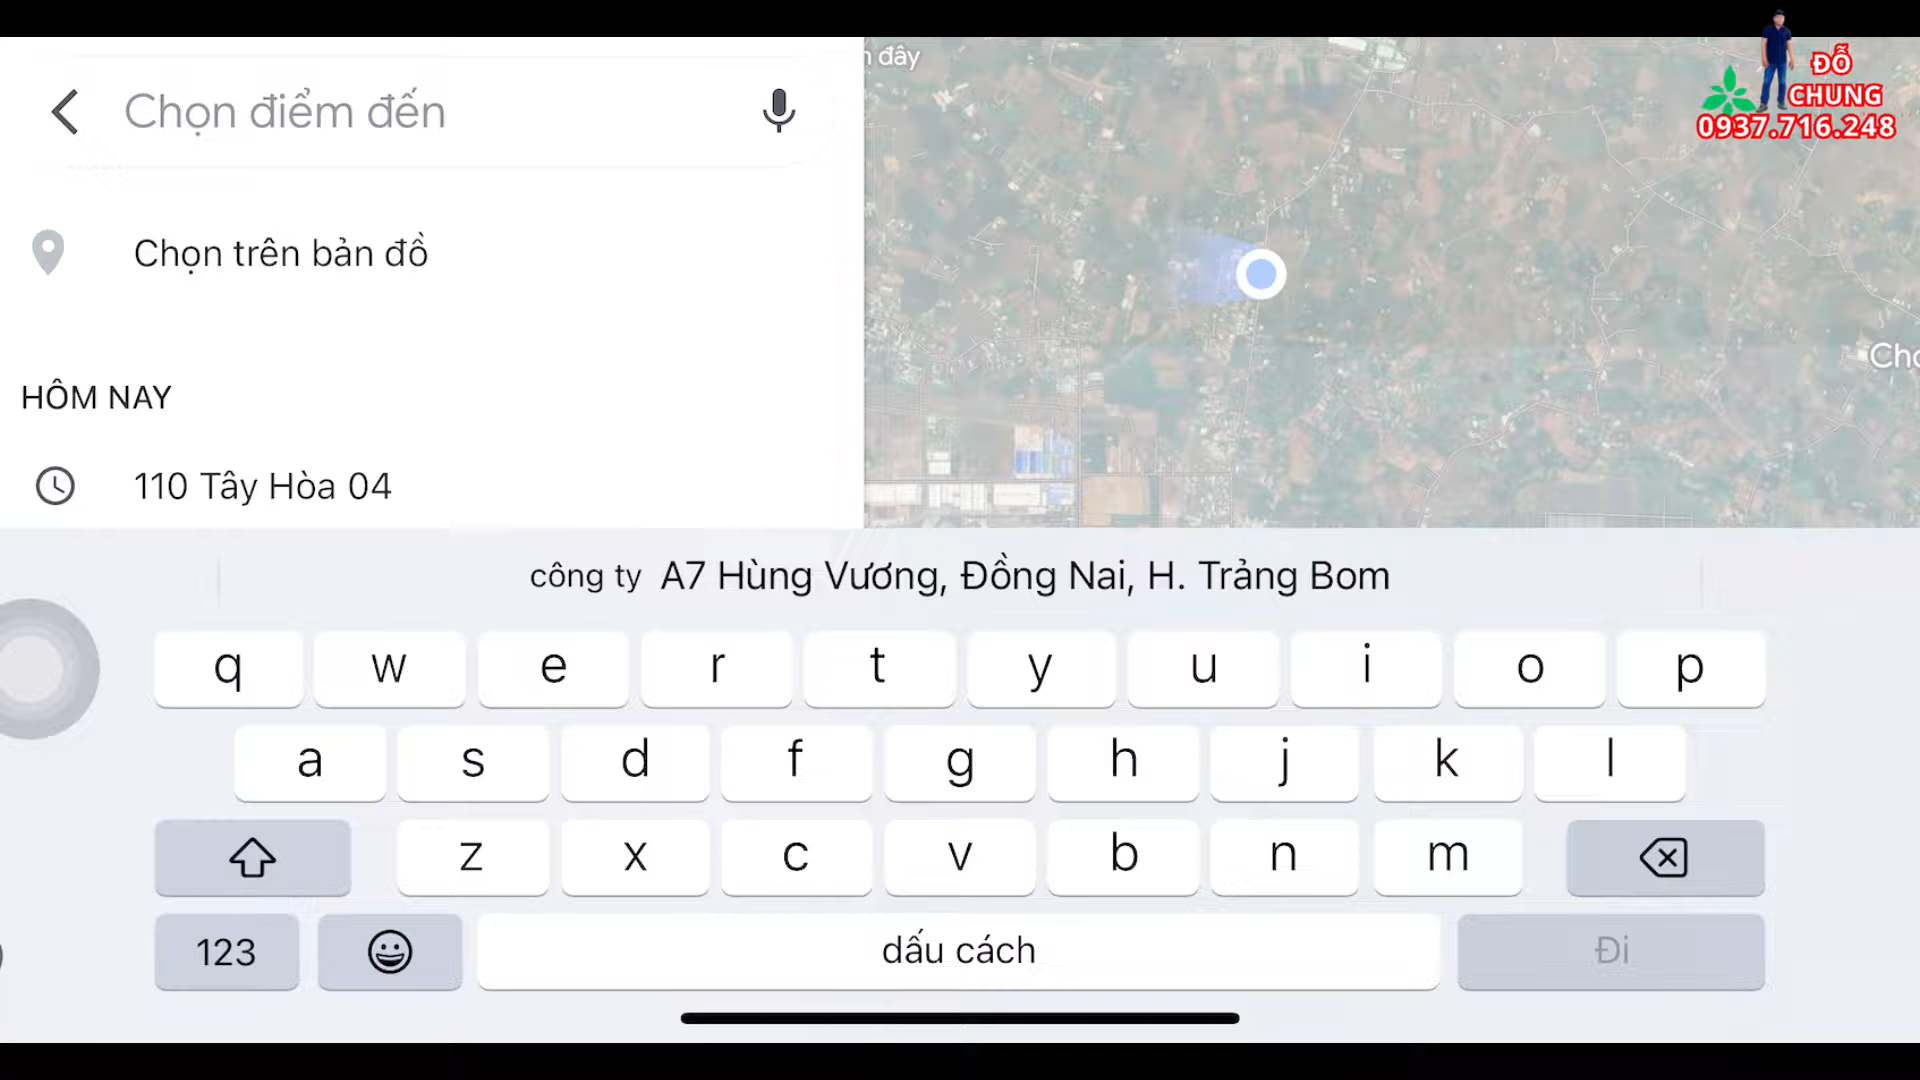 Chọn điểm đến
đây
ĐỖ
CHUNG
0937.716.248
Chọn trên bản đồ
HÔM NAY
110 Tây Hòa 04
công ty A7 Hùng Vương, Đồng Nai, H. Trảng Bom
q w e r t y u i o p
a s d f g h j k l
z x c v b n m
123 dấu cách Đi